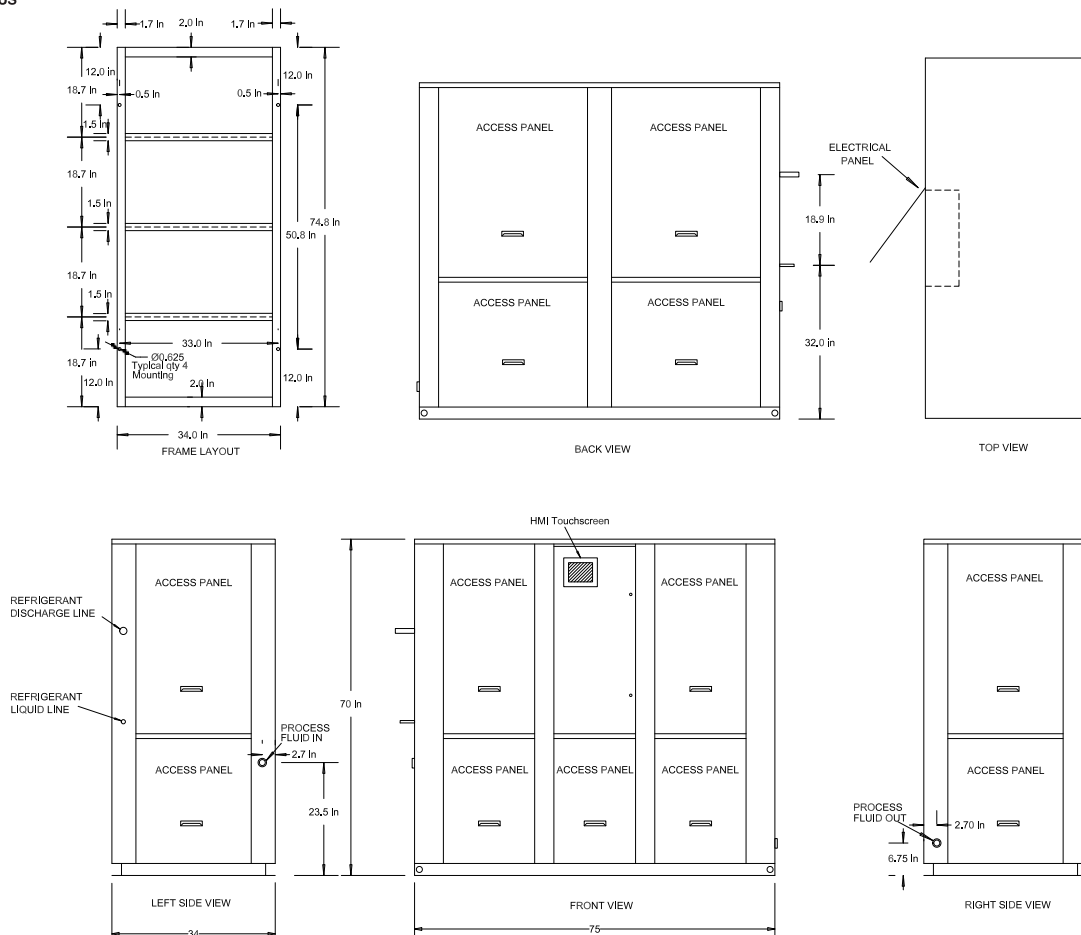 1.7 in
2.0 in
1.7 in
12.0 in
12.0 in
18.7 in
0.5 in
0.5 in
1.5 in
18.7 in
1.5 in
74.8 in
50.8 in
18.7 in
1.5 in
33.0 in
Ø0.625
Typical qty 4
Mounting
18.7 in
12.0 in
2.0 in
12.0 in
34.0 in
FRAME LAYOUT
ACCESS PANEL
ACCESS PANEL
ACCESS PANEL
ACCESS PANEL
18.9 in
32.0 in
BACK VIEW
ELECTRICAL
PANEL
TOP VIEW
REFRIGERANT
DISCHARGE LINE
REFRIGERANT
LIQUID LINE
ACCESS PANEL
ACCESS PANEL
PROCESS
FLUID IN
2.7 in
23.5 in
LEFT SIDE VIEW
34
HMI Touchscreen
70 in
ACCESS PANEL
ACCESS PANEL
ACCESS PANEL
ACCESS PANEL
ACCESS PANEL
FRONT VIEW
75
ACCESS PANEL
ACCESS PANEL
PROCESS
FLUID OUT
2.70 in
6.75 in
RIGHT SIDE VIEW